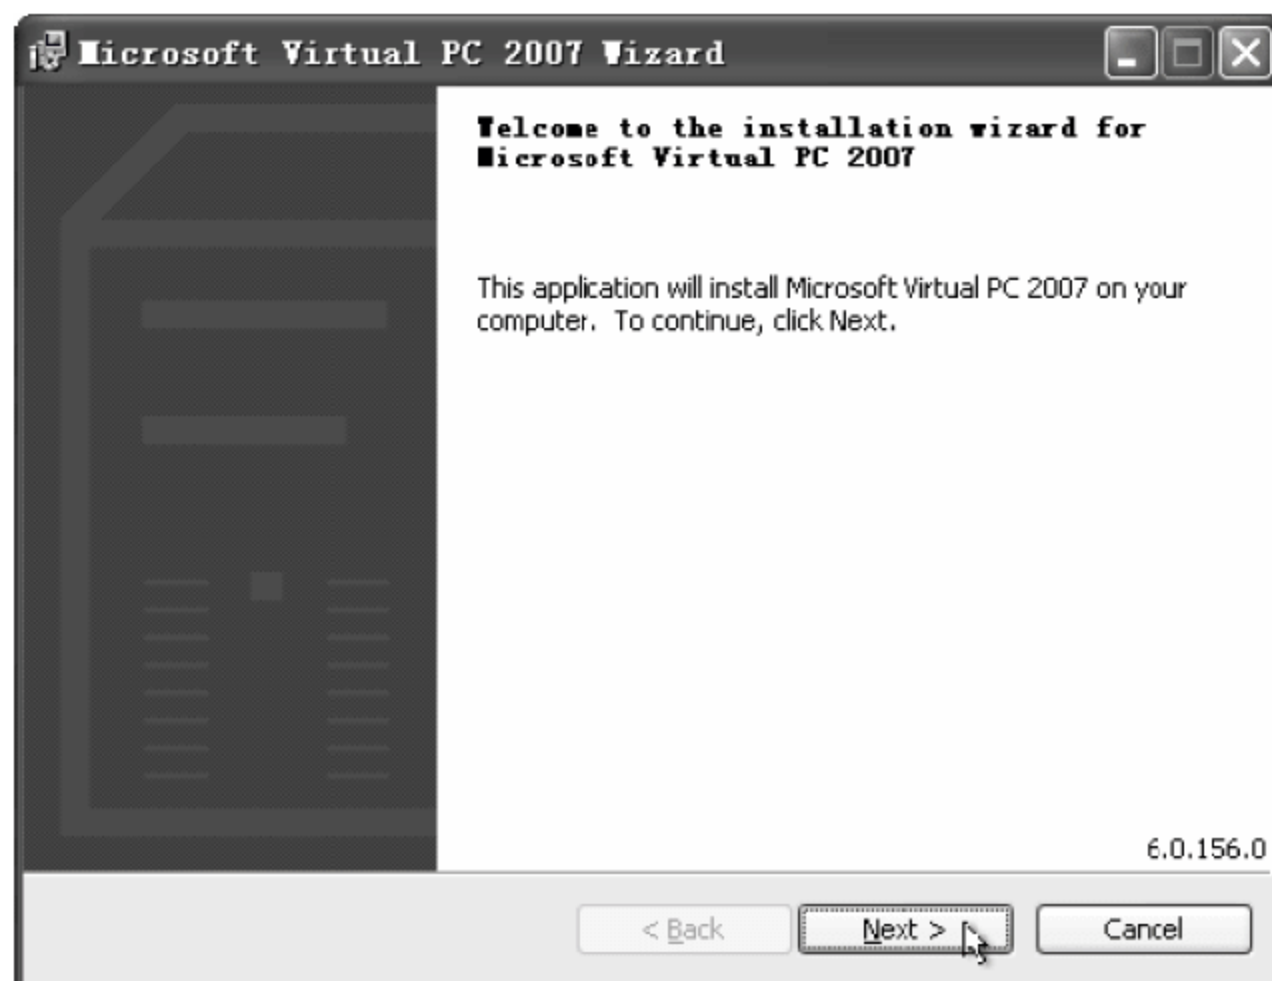 Microsoft Virtual PC 2007 Wizard
Welcome to the installation wizard for
Microsoft Virtual PC 2007
This application will install Microsoft Virtual PC 2007 on your
computer. To continue, click Next.
6.0.156.0
< Back
Next >
Cancel